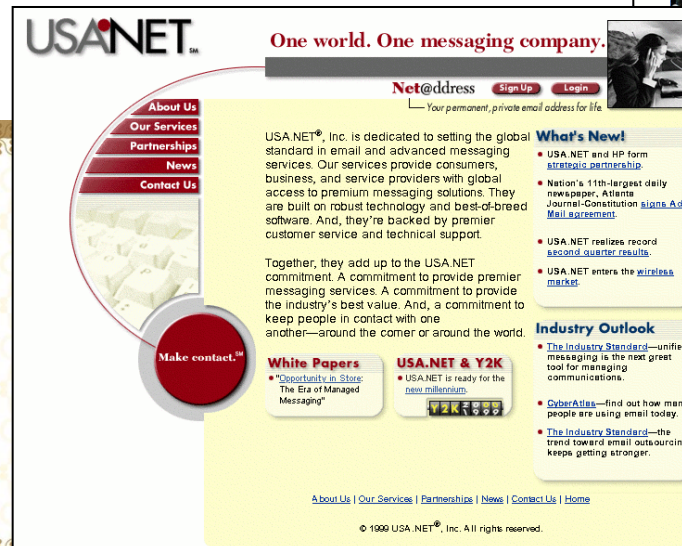 USA.NET SM
One world. One messaging company.
Net@ddress Sign Up Login
Your permanent, private email address for life.
About Us
Our Services
Partnerships
News
Contact Us
Make contact.SM
USA.NET®, Inc. is dedicated to setting the global
standard in email and advanced messaging
services. Our services provide consumers,
business, and service providers with global
access to premium messaging solutions. They
are built on robust technology and best-of-breed
software. And, they're backed by premier
customer service and technical support.
Together, they add up to the USA.NET
commitment. A commitment to provide premier
messaging services. A commitment to provide
the industry's best value. And, a commitment to
keep people in contact with one
another—around the corner or around the world.
White Papers
"Opportunity in Store:
The Era of Managed
Messaging"
USA.NET & Y2K
USA.NET is ready for the
new millennium.
Y2K
What's New!
USA.NET and HP form
strategic partnership.
Nation's 11th-largest daily
newspaper, Atlanta
Journal-Constitution signs Ad
Mail agreement.
USA.NET realizes record
second quarter results.
USA.NET enters the wireless
market.
Industry Outlook
The Industry Standard—unifie
messaging is the next great
tool for managing
communications.
CyberAtlas—find out how man
people are using email today.
The Industry Standard—the
trend toward email outsourcin
keeps getting stronger.
About Us | Our Services | Partnerships | News | Contact Us | Home
© 1999 USA.NET®, Inc. All rights reserved.